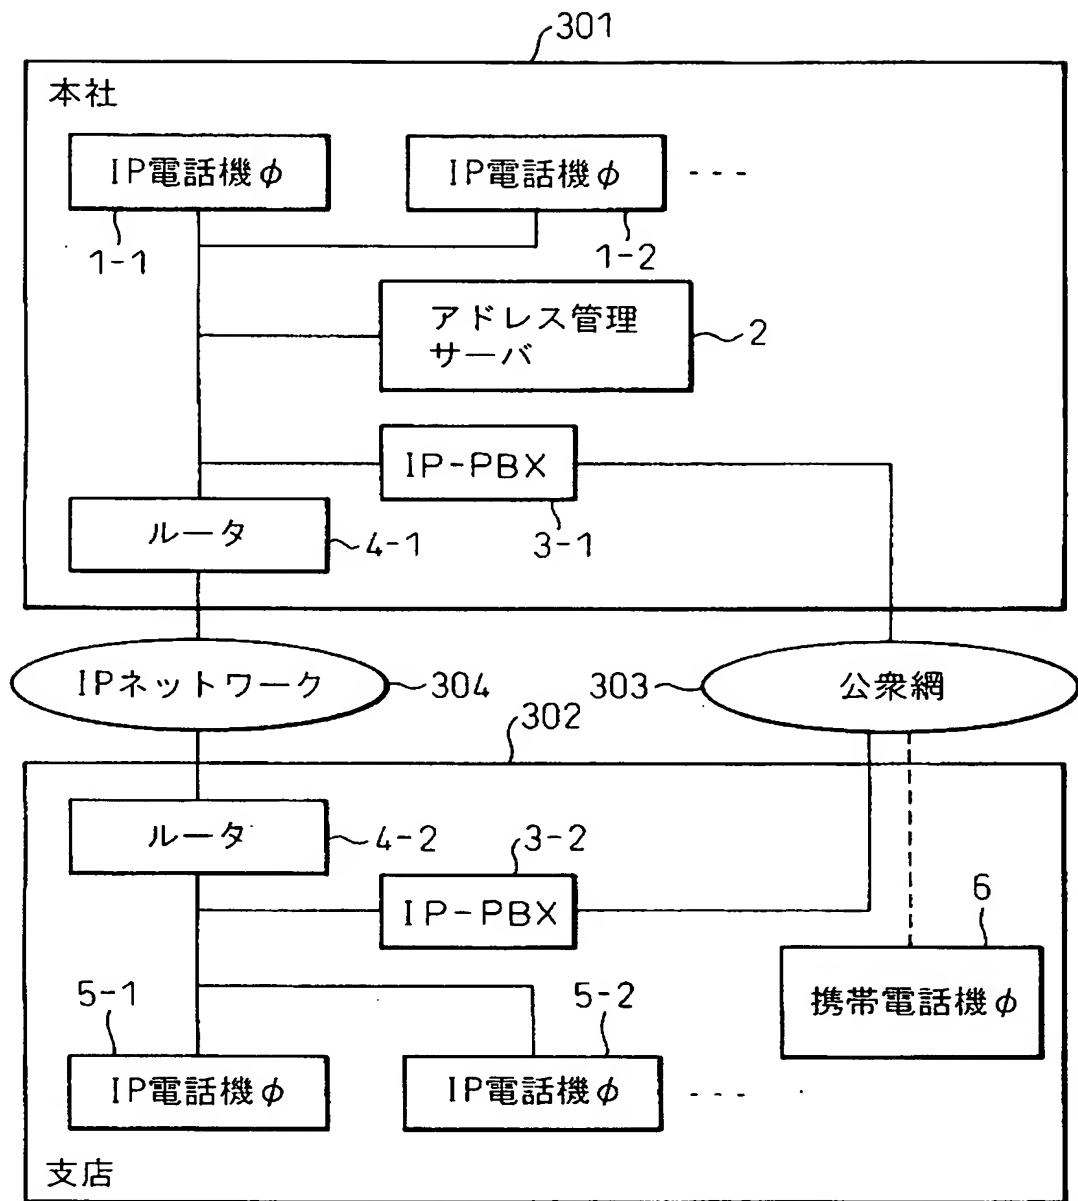 301
本社
IP電話機φ
IP電話機φ
- - -
1-1
1-2
アドレス管理
サーバ
2
IP-PBX
3-1
ルータ
4-1
IPネットワーク
304
303
公衆網
302
ルータ
4-2
3-2
IP-PBX
6
携帯電話機φ
5-1
5-2
IP電話機φ
IP電話機φ
- - -
支店